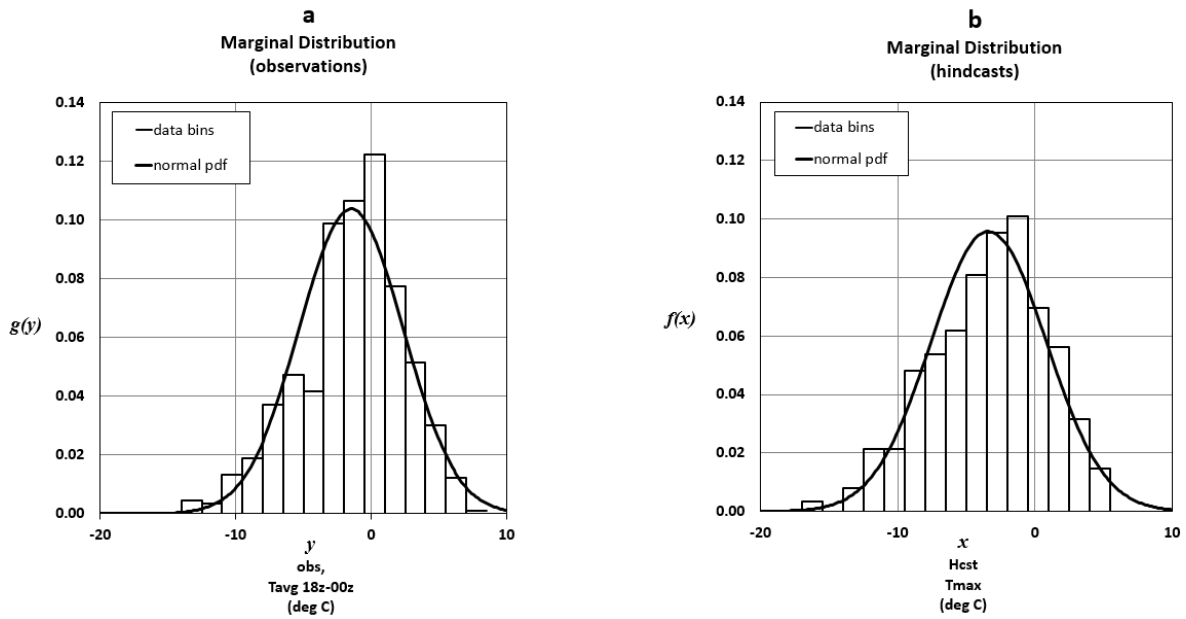 a
Marginal Distribution
(observations)
0.14
0.12
0.10
0.08
0.06
0.04
0.02
0.00
g(y)
data bins
normal pdf
-20
-10
0
10
y
obs,
Tavg 18z-00z
(deg C)
b
Marginal Distribution
(hindcasts)
0.14
0.12
0.10
0.08
0.06
0.04
0.02
0.00
f(x)
data bins
normal pdf
-20
-10
0
10
x
Hcst
Tmax
(deg C)